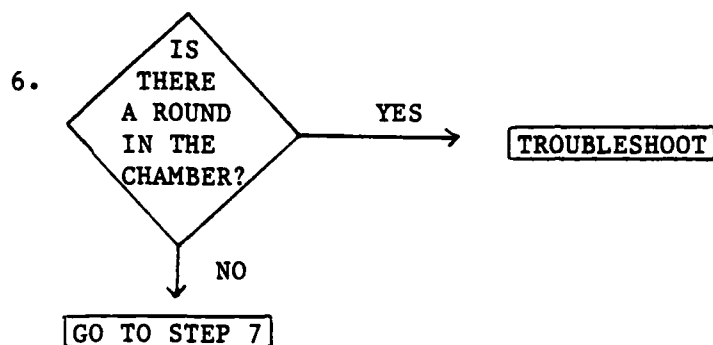 6.
IS
THERE
A ROUND
IN THE
CHAMBER?
YES
TROUBLESHOOT
NO
GO TO STEP 7